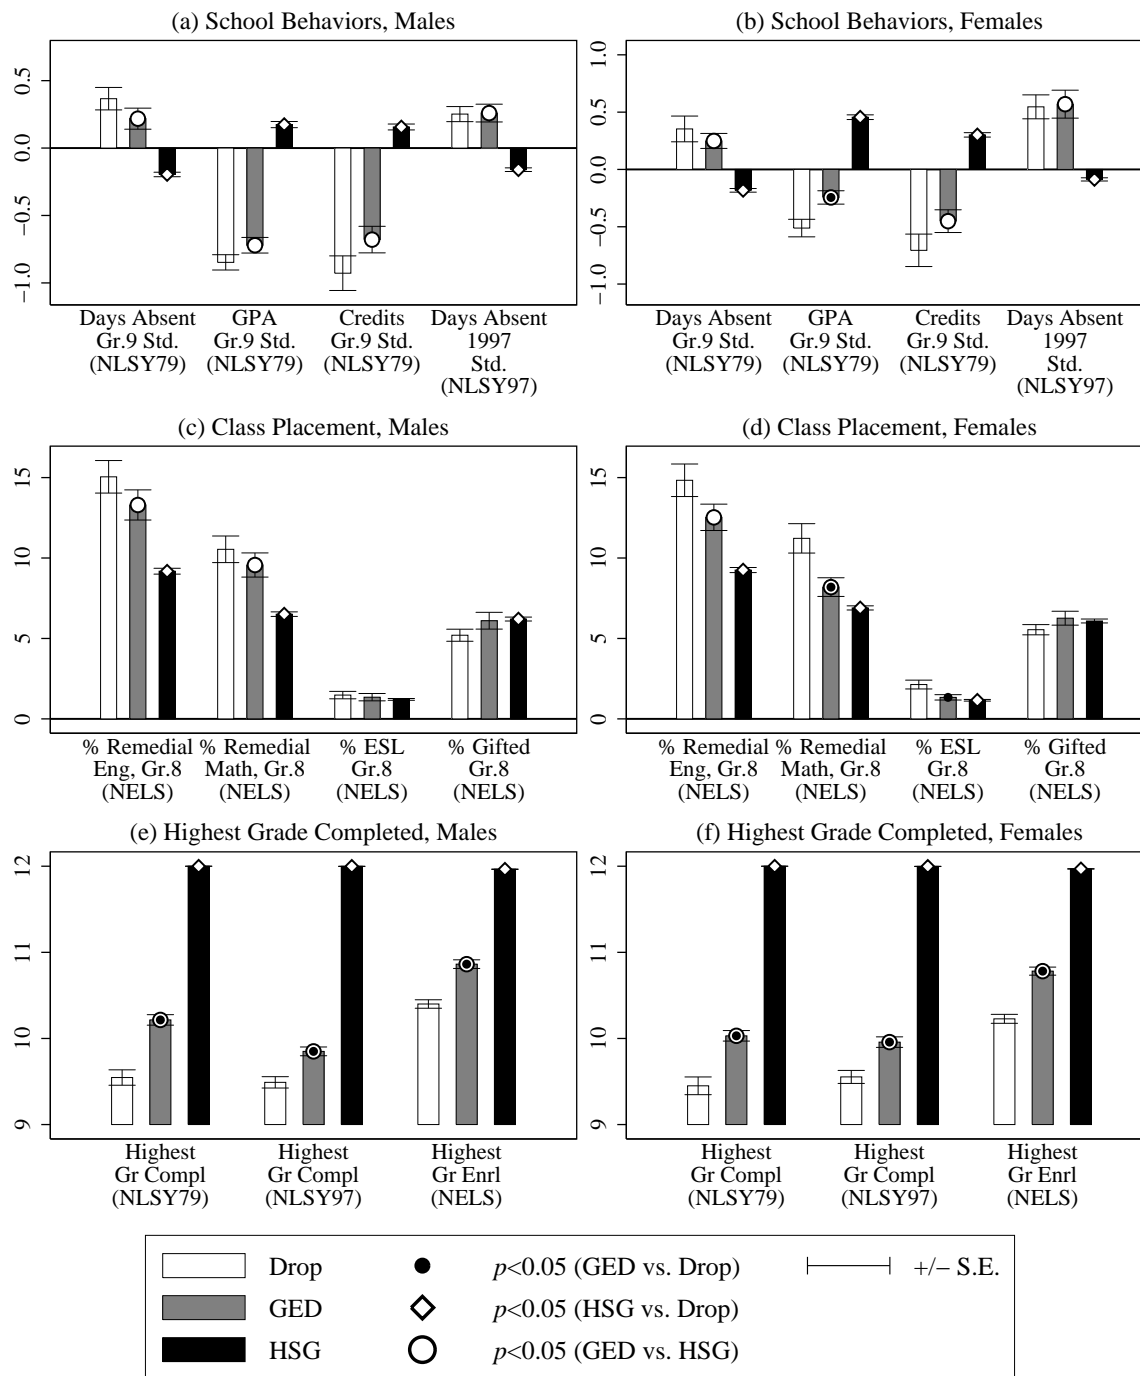 (a) School Behaviors, Males
0.5
0.0
−0.5
−1.0
Days Absent GPA Credits Days Absent
Gr.9 Std. Gr.9 Std. Gr.9 Std. 1997
(NLSY79) (NLSY79) (NLSY79) Std.
(NLSY97)
(b) School Behaviors, Females
1.0
0.5
0.0
−0.5
−1.0
Days Absent GPA Credits Days Absent
Gr.9 Std. Gr.9 Std. Gr.9 Std. 1997
(NLSY79) (NLSY79) (NLSY79) Std.
(NLSY97)
(c) Class Placement, Males
15
10
5
0
% Remedial % Remedial % ESL % Gifted
Eng, Gr.8 Math, Gr.8 Gr.8 Gr.8
(NELS) (NELS) (NELS) (NELS)
(d) Class Placement, Females
15
10
5
0
% Remedial % Remedial % ESL % Gifted
Eng, Gr.8 Math, Gr.8 Gr.8 Gr.8
(NELS) (NELS) (NELS) (NELS)
(e) Highest Grade Completed, Males
12
11
10
9
Highest Highest Highest
Gr Compl Gr Compl Gr Enrl
(NLSY79) (NLSY97) (NELS)
(f) Highest Grade Completed, Females
12
11
10
9
Highest Highest Highest
Gr Compl Gr Compl Gr Enrl
(NLSY79) (NLSY97) (NELS)
Drop p<0.05 (GED vs. Drop) +/− S.E.
GED p<0.05 (HSG vs. Drop)
HSG p<0.05 (GED vs. HSG)